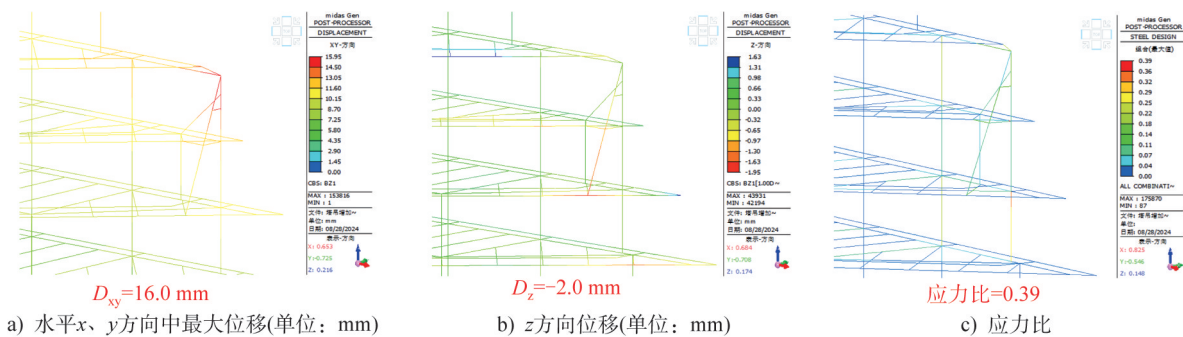 midas Gen
POST-PROCESSOR
DISPLACEMENT
XY-方向
15.95
14.50
13.05
11.60
10.15
8.70
7.25
5.80
4.35
2.90
1.45
0.00
CBS: BZ1
MAX : 153816
MIN : 1
文件: 塔吊增加~
单位: mm
日期: 08/28/2024
表示-方向
X: 0.653
Y:-0.725
Z: 0.216
Dxy=16.0 mm
a) 水平x、y方向中最大位移(单位：mm)
midas Gen
POST-PROCESSOR
DISPLACEMENT
Z-方向
1.63
1.31
0.98
0.66
0.33
0.00
-0.32
-0.65
-0.97
-1.30
-1.63
-1.95
CBS: BZ1[1.00D~
MAX : 43931
MIN : 42194
文件: 塔吊增加~
单位: mm
日期: 08/28/2024
表示-方向
X: 0.684
Y:-0.708
Z: 0.174
Dz=-2.0 mm
b) z方向位移(单位：mm)
midas Gen
POST-PROCESSOR
STEEL DESIGN
组合(最大值)
0.39
0.36
0.32
0.29
0.25
0.22
0.18
0.14
0.11
0.07
0.04
0.00
ALL COMBINATI~
MAX : 175870
MIN : 87
文件: 塔吊增加~
单位: mm
日期: 08/28/2024
表示-方向
X: 0.825
Y:-0.546
Z: 0.148
应力比=0.39
c) 应力比